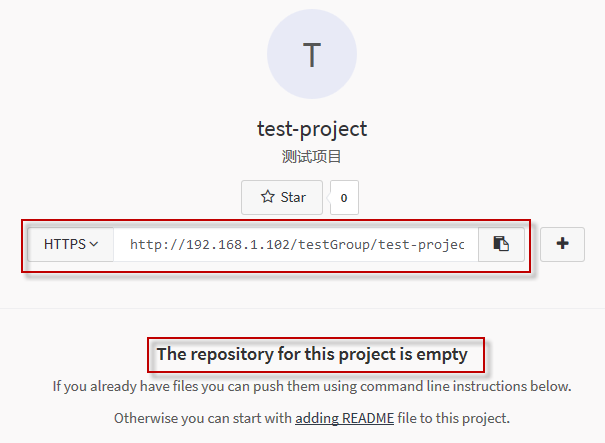 T
test-project
测试项目
Star 0
HTTPS http://192.168.1.102/testGroup/test-projec
The repository for this project is empty
If you already have files you can push them using command line instructions below.
Otherwise you can start with adding README file to this project.